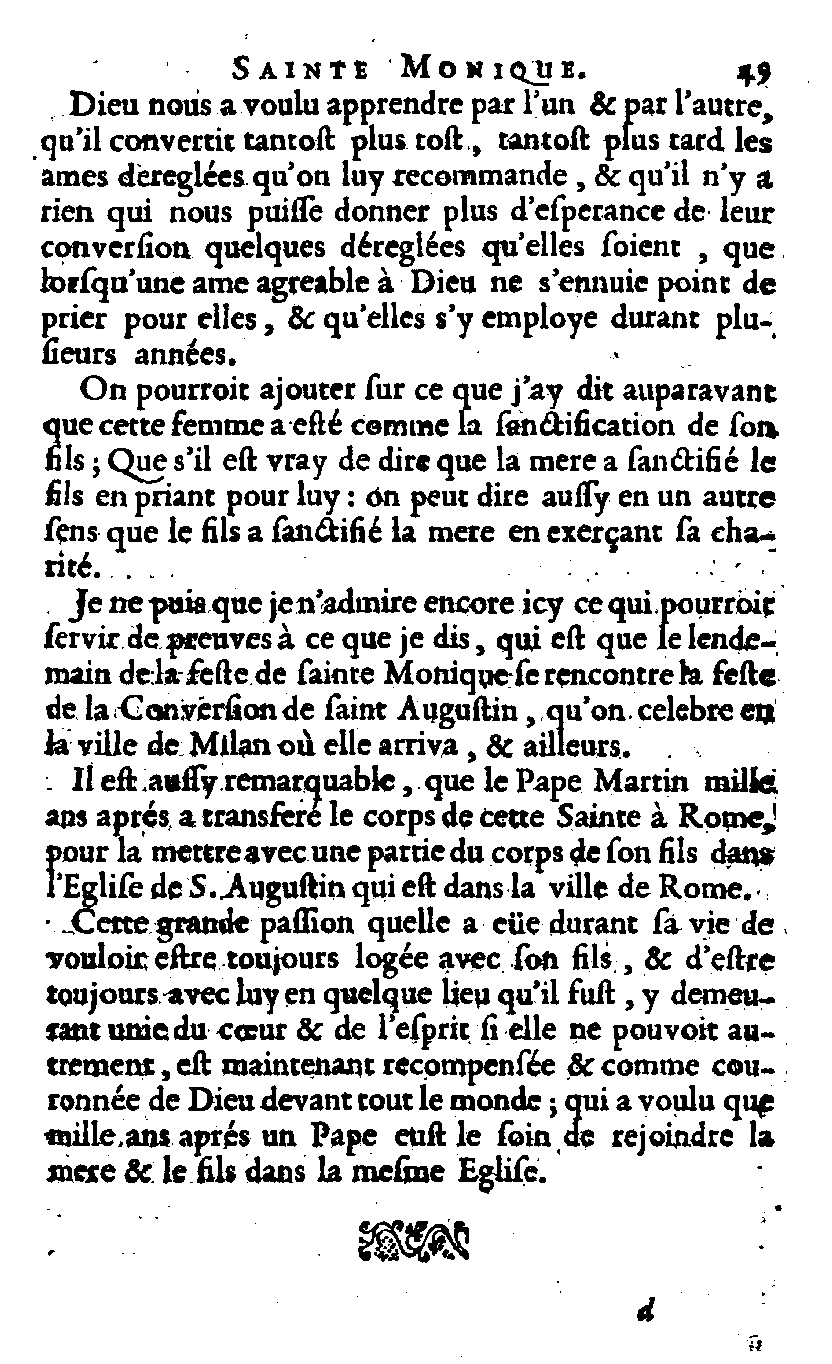 SAINTE MONIQUE. 49
Dieu nous a voulu apprendre par l'un & par l'autre,
qu'il convertit tantoſt plus toſt, tantoſt plus tard les
ames dereglées qu'on luy recommande, & qu'il n'y a
rien qui nous puiſſe donner plus d'eſperance de leur
converſion quelques déreglées qu'elles ſoient, que
lorſqu'une ame agreable à Dieu ne s'ennuie point de
prier pour elles, & qu'elles s'y employe durant plu-
ſieurs années.
On pourroit ajouter ſur ce que j'ay dit auparavant
que cette femme a eſté comme la ſanctification de ſon
fils; Que s'il eſt vray de dire que la mere a ſanctifié le
fils en priant pour luy: on peut dire auſſy en un autre
ſens que le fils a ſanctifié la mere en exerçant ſa cha-
rité.
Je ne puis que je n'admire encore icy ce qui pourroit
ſervir de preuves à ce que je dis, qui eſt que le lende-
main de la feſte de ſainte Monique ſe rencontre la feſte
de la Converſion de ſaint Auguſtin, qu'on celebre en
la ville de Milan où elle arriva, & ailleurs.
Il eſt auſſy remarquable, que le Pape Martin mille
ans aprés a transferé le corps de cette Sainte à Rome,
pour la mettre avec une partie du corps de ſon fils dans
l'Egliſe de S. Auguſtin qui eſt dans la ville de Rome.
Cette grande paſſion quelle a eüe durant ſa vie de
vouloir eſtre toujours logée avec ſon fils, & d'eſtre
toujours avec luy en quelque lieu qu'il fuſt, y demeu-
rant unie du cœur & de l'eſprit ſi elle ne pouvoit au-
trement, eſt maintenant recompenſée & comme cou-
ronnée de Dieu devant tout le monde; qui a voulu que
mille ans aprés un Pape euſt le ſoin de rejoindre la
mere & le fils dans la meſme Egliſe.
d